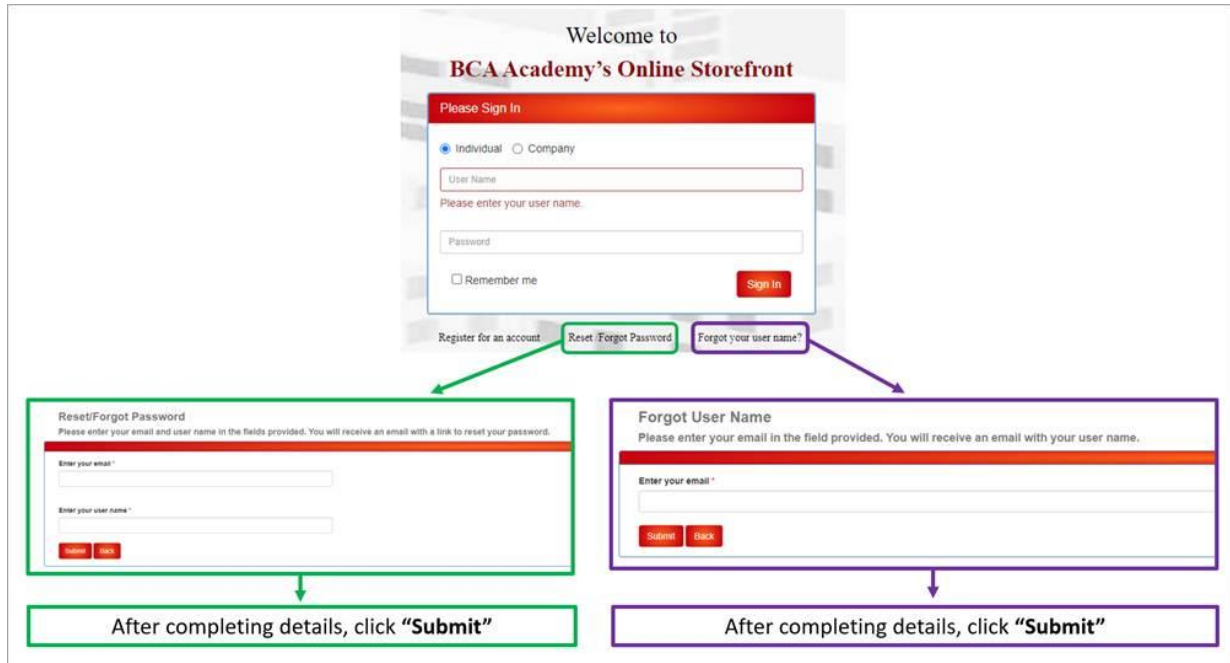 Welcome to
BCA Academy's Online Storefront
Please Sign In
Individual Company
User Name
Please enter your user name.
Password
Remember me
Sign In
Register for an account Reset /Forgot Password Forgot your user name?
Reset/Forgot Password
Please enter your email and user name in the fields provided. You will receive an email with a link to reset your password.
Enter your email *
Enter your user name *
Submit Back
After completing details, click “Submit”
Forgot User Name
Please enter your email in the field provided. You will receive an email with your user name.
Enter your email *
Submit Back
After completing details, click “Submit”